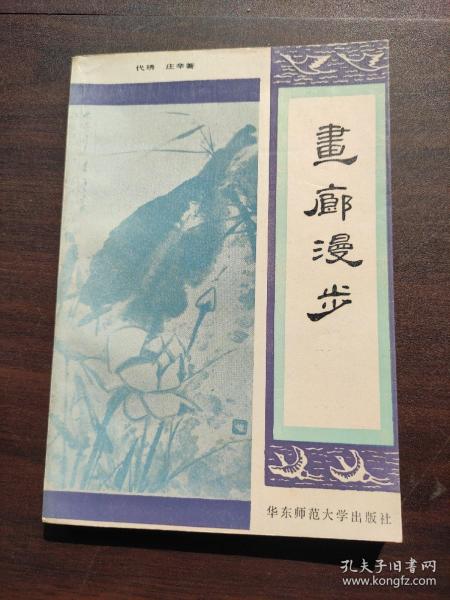 代琇　庄辛著
畫廊漫步
华东师范大学出版社
孔夫子旧书网
www.kongfz.com